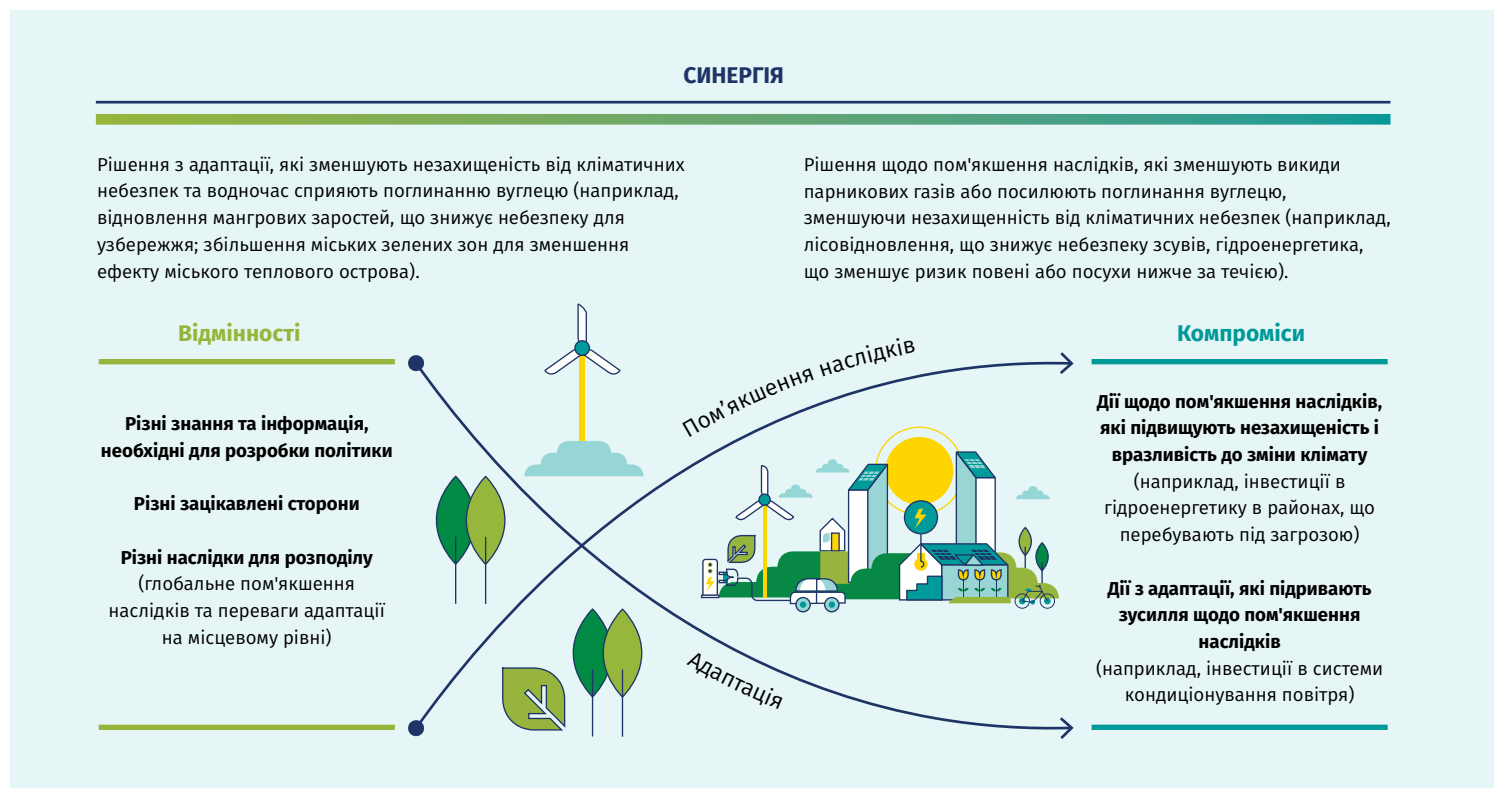 СИНЕРГІЯ
Рішення з адаптації, які зменшують незахищеність від кліматичних
небезпек та водночас сприяють поглинанню вуглецю (наприклад,
відновлення мангрових заростей, що знижує небезпеку для
узбережжя; збільшення міських зелених зон для зменшення
ефекту міського теплового острова).
Рішення щодо пом'якшення наслідків, які зменшують викиди
парникових газів або посилюють поглинання вуглецю,
зменшуючи незахищенність від кліматичних небезпек (наприклад,
лісовідновлення, що знижує небезпеку зсувів, гідроенергетика,
що зменшує ризик повені або посухи нижче за течією).
Відмінності
Різні знання та інформація,
необхідні для розробки політики
Різні зацікавлені сторони
Різні наслідки для розподілу
(глобальне пом'якшення
наслідків та переваги адаптації
на місцевому рівні)
Пом'якшення наслідків
Адаптація
Компроміси
Дії щодо пом'якшення наслідків,
які підвищують незахищеність і
вразливість до зміни клімату
(наприклад, інвестиції в
гідроенергетику в районах, що
перебувають під загрозою)
Дії з адаптації, які підривають
зусилля щодо пом'якшення
наслідків
(наприклад, інвестиції в системи
кондиціонування повітря)